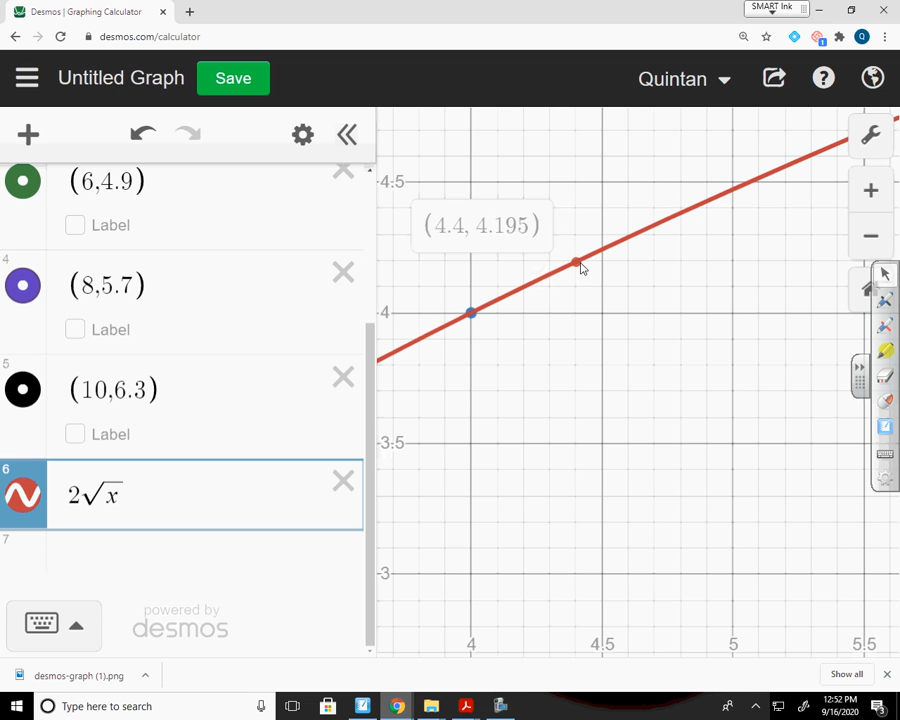 Desmos | Graphing Calculator
SMART Ink
desmos.com/calculator
Q
Untitled Graph
Save
Quintan
(6,4.9)
Label
4
(8,5.7)
Label
5
(10,6.3)
Label
6
2√x
7
powered by
desmos
(4.4, 4.195)
4.5
4
3.5
3
4
4.5
5
5.5
desmos-graph (1).png
Show all
Type here to search
12:52 PM
9/16/2020
3